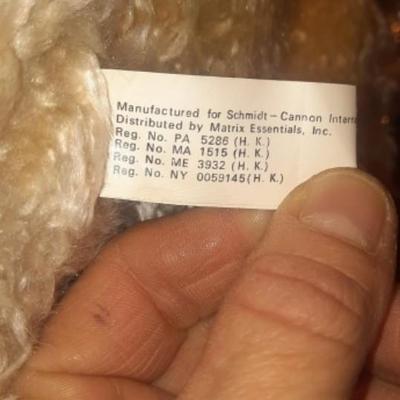 Manufactured for Schmidt-Cannon
Distributed by Matrix Essentials, Inc.
Reg. No. PA 5286 (H. K.)
Reg. No. MA 1515 (H. K.)
Reg. No. ME 3932 (H. K.)
Reg. No. NY 0059145 (H. K.)